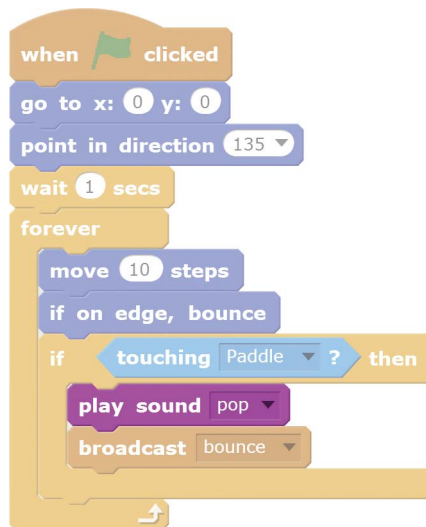 when clicked
go to x: 0 y: 0
point in direction 135
wait 1 secs
forever
move 10 steps
if on edge, bounce
if touching Paddle ? then
play sound pop
broadcast bounce